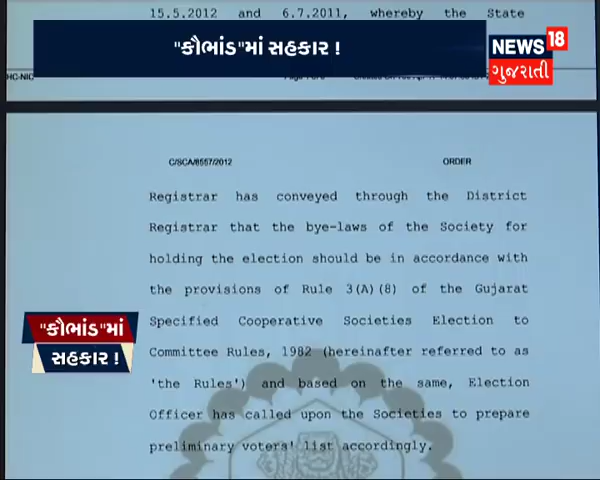 15.5.2012 and 6.7.2011, whereby the State
"કૌભાંડ"માં સહકાર !
NEWS 18
ગુજરાતી
HC-NIC
C/SCA/8557/2012 ORDER
Registrar has conveyed through the District
Registrar that the bye-laws of the Society for
holding the election should be in accordance with
the provisions of Rule 3(A)(8) of the Gujarat
Specified Cooperative Societies Election to
Committee Rules, 1982 (hereinafter referred to as
'the Rules') and based on the same, Election
Officer has called upon the Societies to prepare
preliminary voters' list accordingly.
"કૌભાંડ"માં
સહકાર !